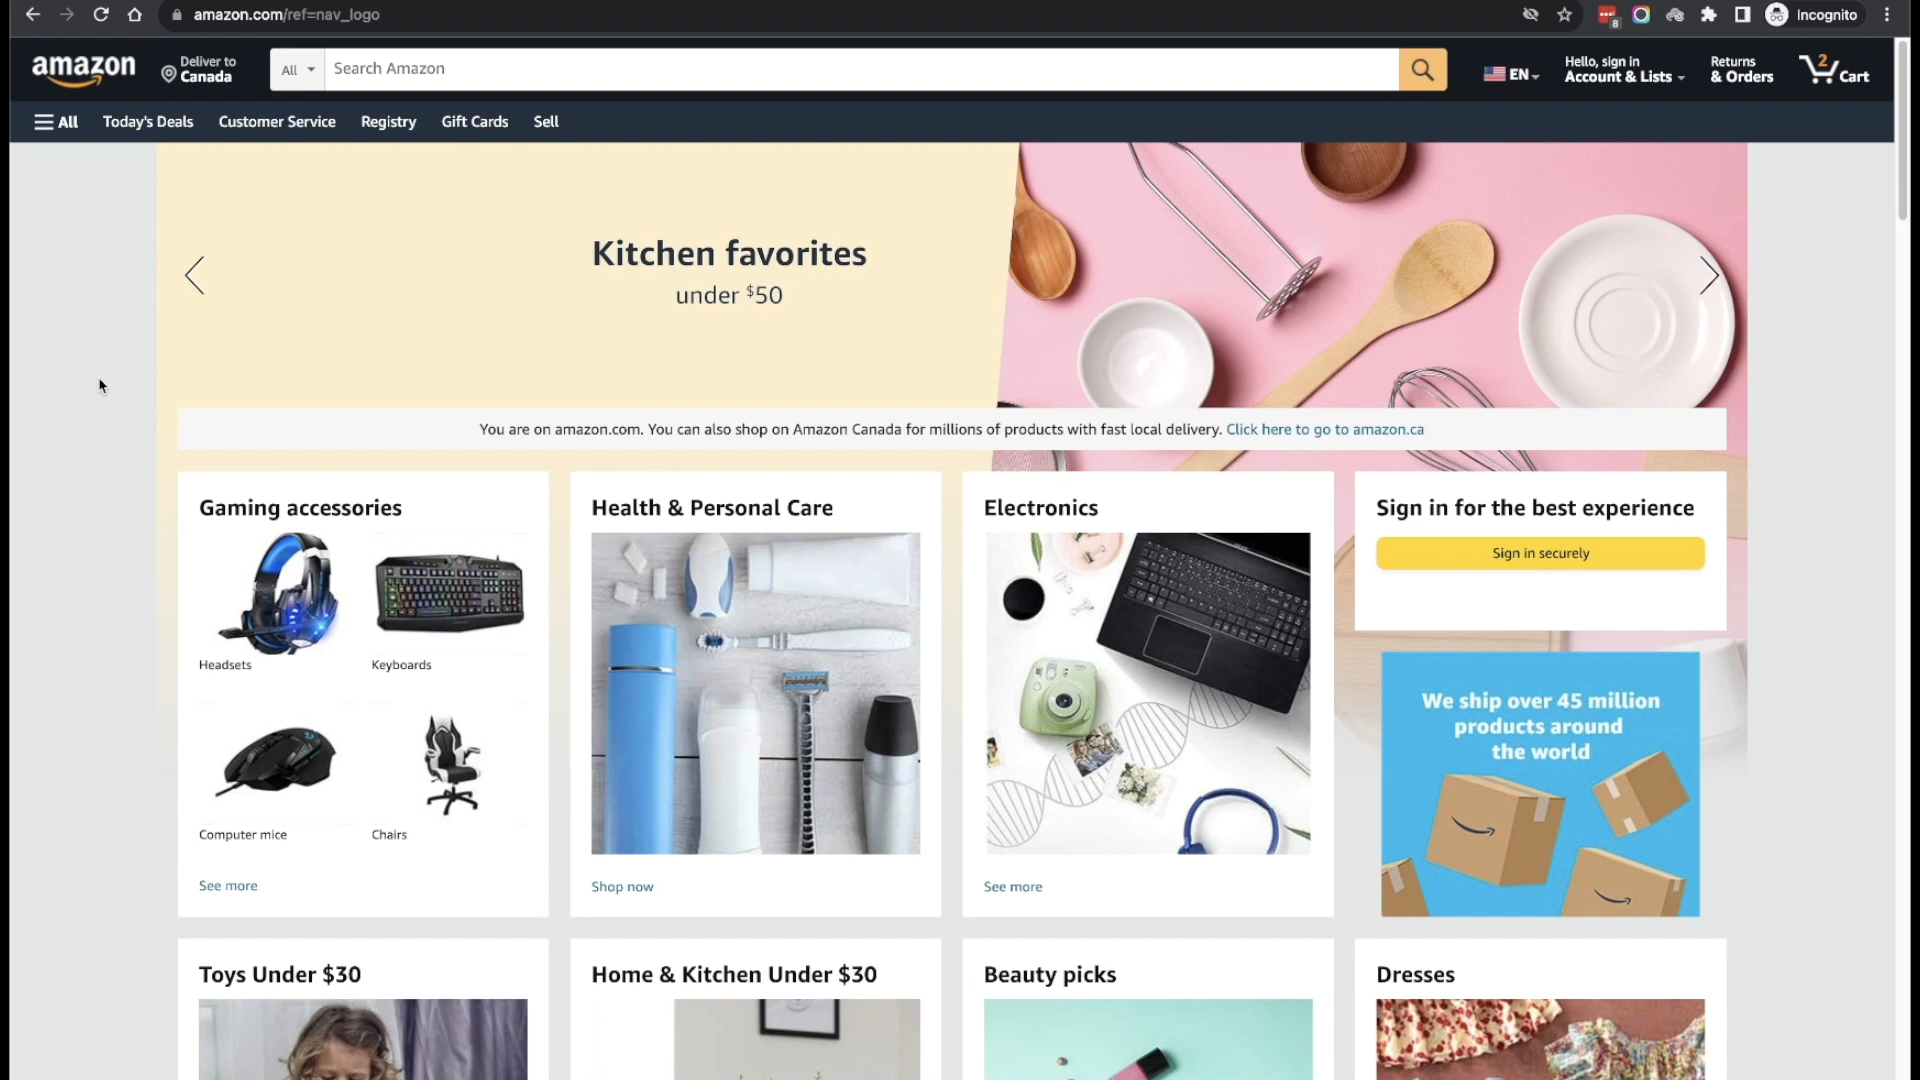 amazon.com/ref=nav_logo
8
Incognito
amazon
Deliver to
Canada
All
Search Amazon
EN
Hello, sign in
Account & Lists
Returns
& Orders
2
Cart
All
Today's Deals
Customer Service
Registry
Gift Cards
Sell
Kitchen favorites
under $50
You are on amazon.com. You can also shop on Amazon Canada for millions of products with fast local delivery. Click here to go to amazon.ca
Gaming accessories
Headsets
Keyboards
Computer mice
Chairs
See more
Health & Personal Care
Shop now
Electronics
See more
Sign in for the best experience
Sign in securely
We ship over 45 million
products around
the world
Toys Under $30
Home & Kitchen Under $30
Beauty picks
Dresses